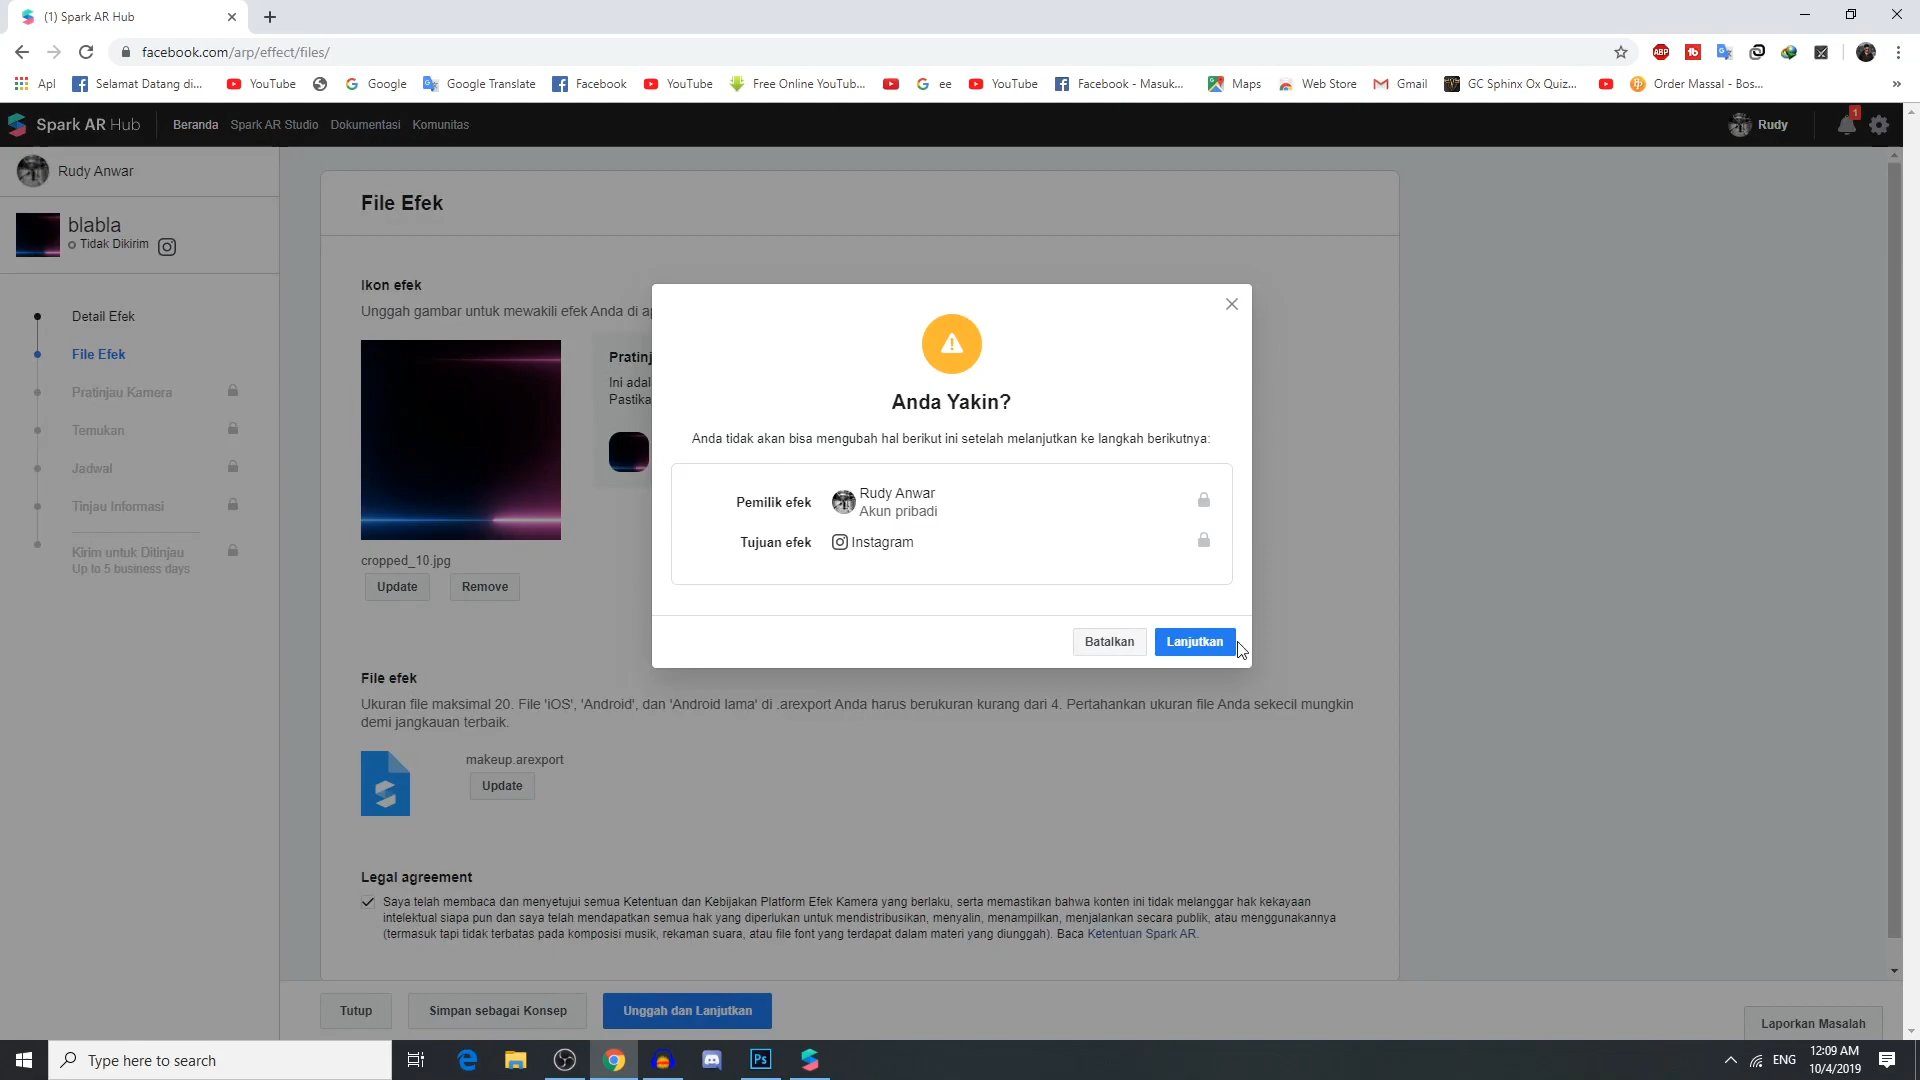 (1) Spark AR Hub
facebook.com/arp/effect/files/
Apl
Selamat Datang di...
YouTube
Google
Google Translate
Facebook
YouTube
Free Online YouTub...
ee
YouTube
Facebook - Masuk...
Maps
Web Store
Gmail
GC Sphinx Ox Quiz...
Order Massal - Bos...
»
Spark AR Hub
Beranda
Spark AR Studio
Dokumentasi
Komunitas
Rudy
1
Rudy Anwar
blabla
Tidak Dikirim
Detail Efek
File Efek
Pratinjau Kamera
Temukan
Jadwal
Tinjau Informasi
Kirim untuk Ditinjau
Up to 5 business days
File Efek
Ikon efek
Unggah gambar untuk mewakili efek Anda di a
Pratinj
Ini adal
Pastika
cropped_10.jpg
Update
Remove
Anda Yakin?
Anda tidak akan bisa mengubah hal berikut ini setelah melanjutkan ke langkah berikutnya:
Pemilik efek
Rudy Anwar
Akun pribadi
Tujuan efek
Instagram
Batalkan
Lanjutkan
File efek
Ukuran file maksimal 20. File 'iOS', 'Android', dan 'Android lama' di .arexport Anda harus berukuran kurang dari 4. Pertahankan ukuran file Anda sekecil mungkin
demi jangkauan terbaik.
makeup.arexport
Update
Legal agreement
Saya telah membaca dan menyetujui semua Ketentuan dan Kebijakan Platform Efek Kamera yang berlaku, serta memastikan bahwa konten ini tidak melanggar hak kekayaan
intelektual siapa pun dan saya telah mendapatkan semua hak yang diperlukan untuk mendistribusikan, menyalin, menampilkan, menjalankan secara publik, atau menggunakannya
(termasuk tapi tidak terbatas pada komposisi musik, rekaman suara, atau file font yang terdapat dalam materi yang diunggah). Baca Ketentuan Spark AR.
Tutup
Simpan sebagai Konsep
Unggah dan Lanjutkan
Laporkan Masalah
Type here to search
Ps
ENG
12:09 AM
10/4/2019